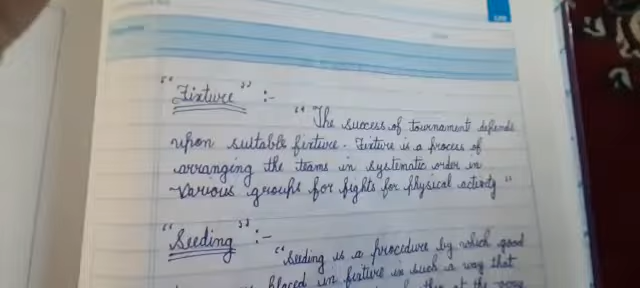 "Fixture" :-
"The success of tournament depends
upon suitable fixture. Fixture is a process of
arranging the teams in systematic order in
various groups for fights for physical activity"
"Seeding" :-
"Seeding is a procedure by which good
placed in fixture in such a way that
at the